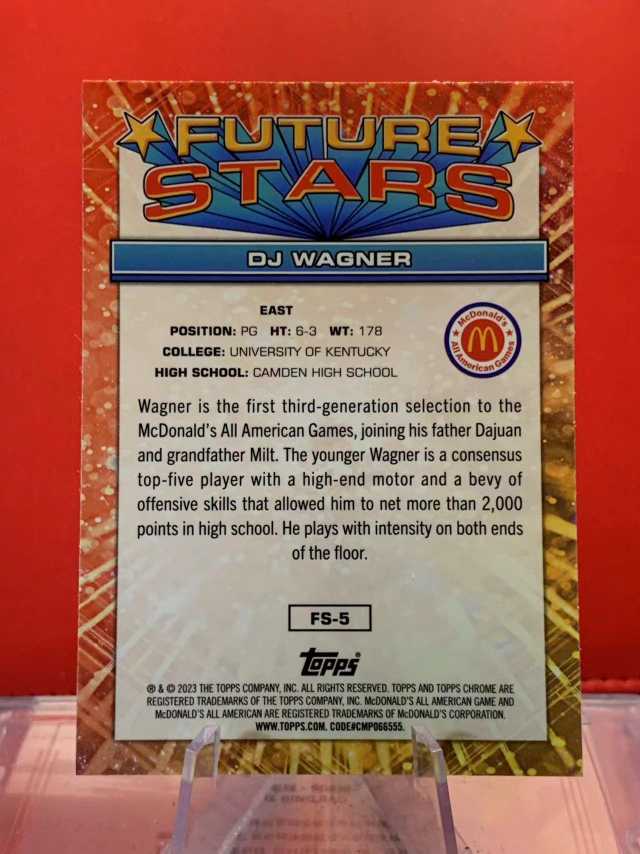 FUTURE
STARS
DJ WAGNER
EAST
POSITION: PG HT: 6-3 WT: 178
COLLEGE: UNIVERSITY OF KENTUCKY
HIGH SCHOOL: CAMDEN HIGH SCHOOL
McDonald's
All American Games
Wagner is the first third-generation selection to the
McDonald's All American Games, joining his father Dajuan
and grandfather Milt. The younger Wagner is a consensus
top-five player with a high-end motor and a bevy of
offensive skills that allowed him to net more than 2,000
points in high school. He plays with intensity on both ends
of the floor.
FS-5
Topps®
® & © 2023 THE TOPPS COMPANY, INC. ALL RIGHTS RESERVED. TOPPS AND TOPPS CHROME ARE
REGISTERED TRADEMARKS OF THE TOPPS COMPANY, INC. McDONALD'S ALL AMERICAN GAME AND
McDONALD'S ALL AMERICAN ARE REGISTERED TRADEMARKS OF McDONALD'S CORPORATION.
WWW.TOPPS.COM. CODE#CMP066555.